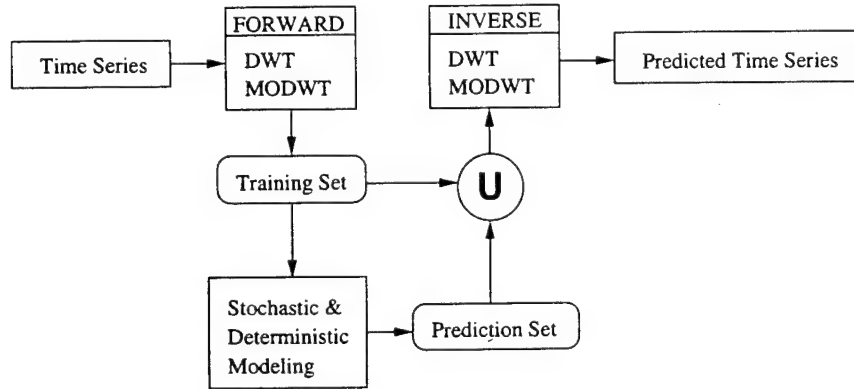 FORWARD
INVERSE
Time Series
DWT
MODWT
DWT
MODWT
Predicted Time Series
Training Set
U
Stochastic &
Deterministic
Modeling
Prediction Set